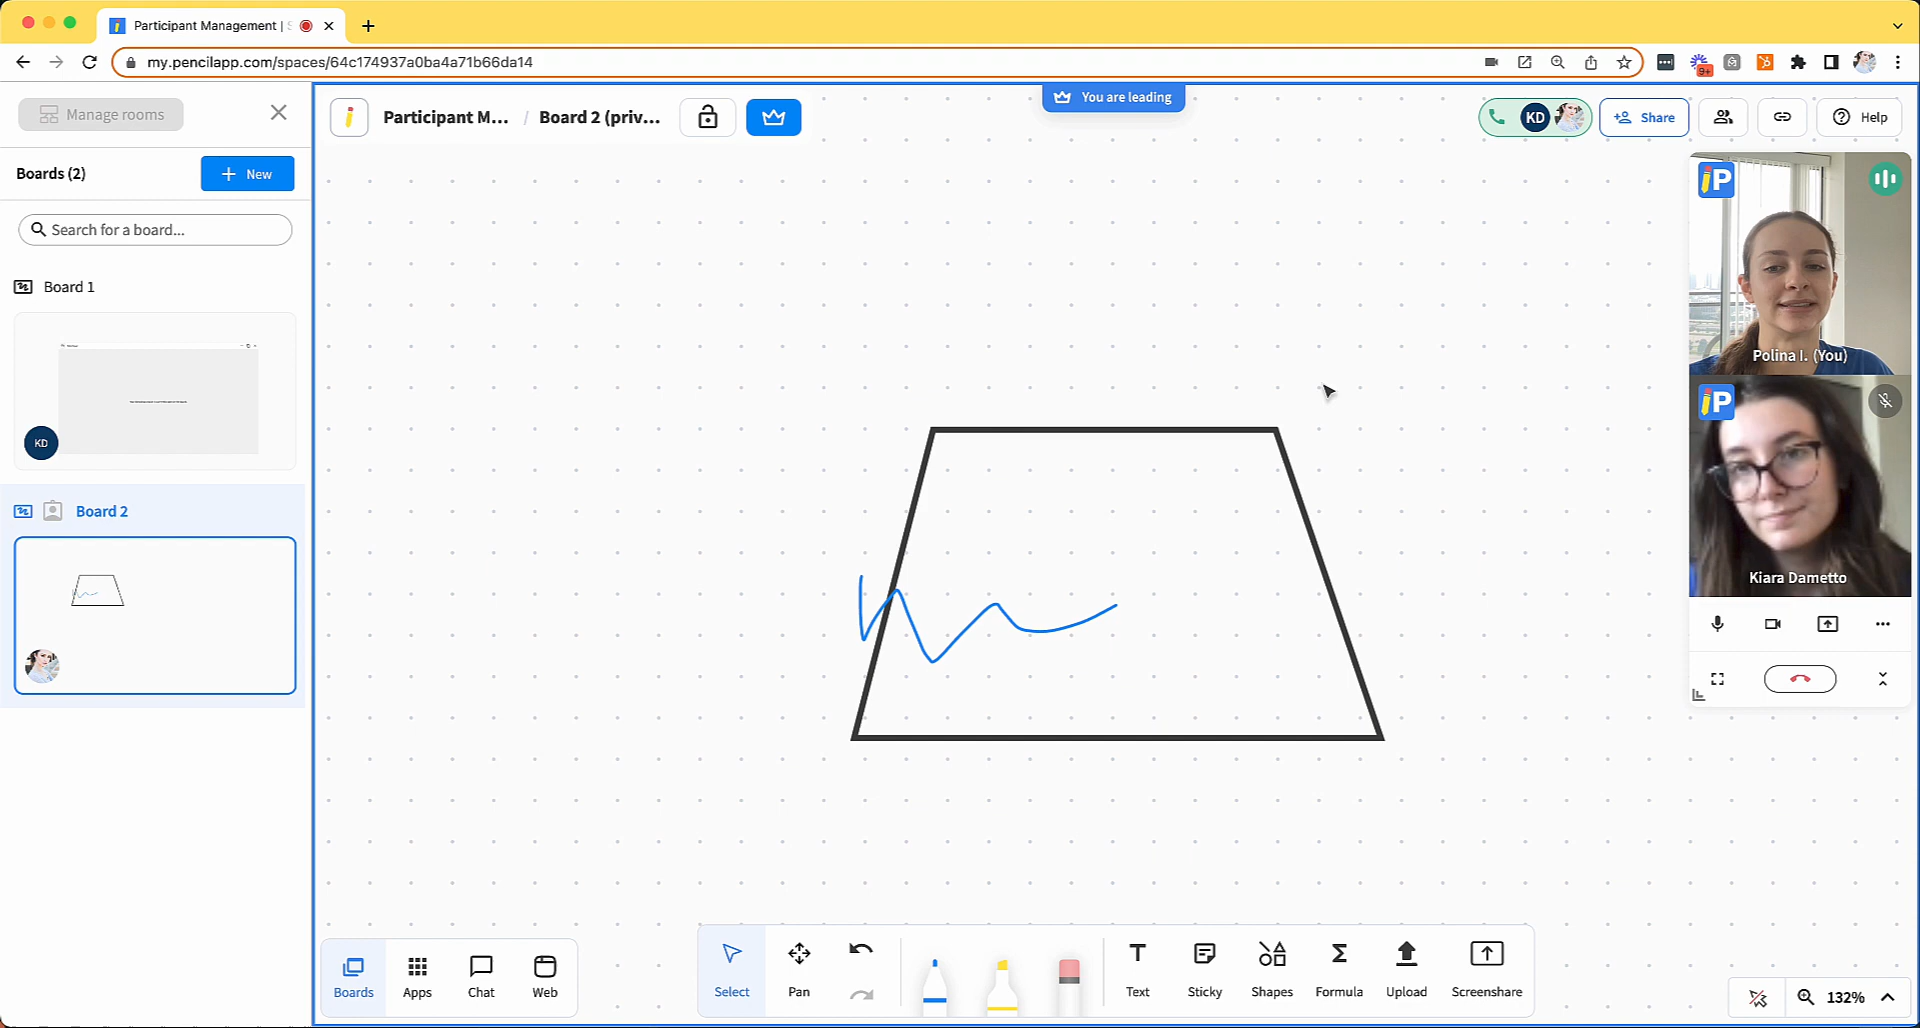 Participant Management | S
my.pencilapp.com/spaces/64c174937a0ba4a71b66da14
9+
Manage rooms
Boards (2)
New
Search for a board...
Board 1
KD
Board 2
Participant M... / Board 2 (priv...
You are leading
KD
Share
Help
P
Polina I. (You)
P
Kiara Dametto
Boards
Apps
Chat
Web
Select
Pan
T
Text
Sticky
Shapes
Σ
Formula
Upload
Screenshare
132%